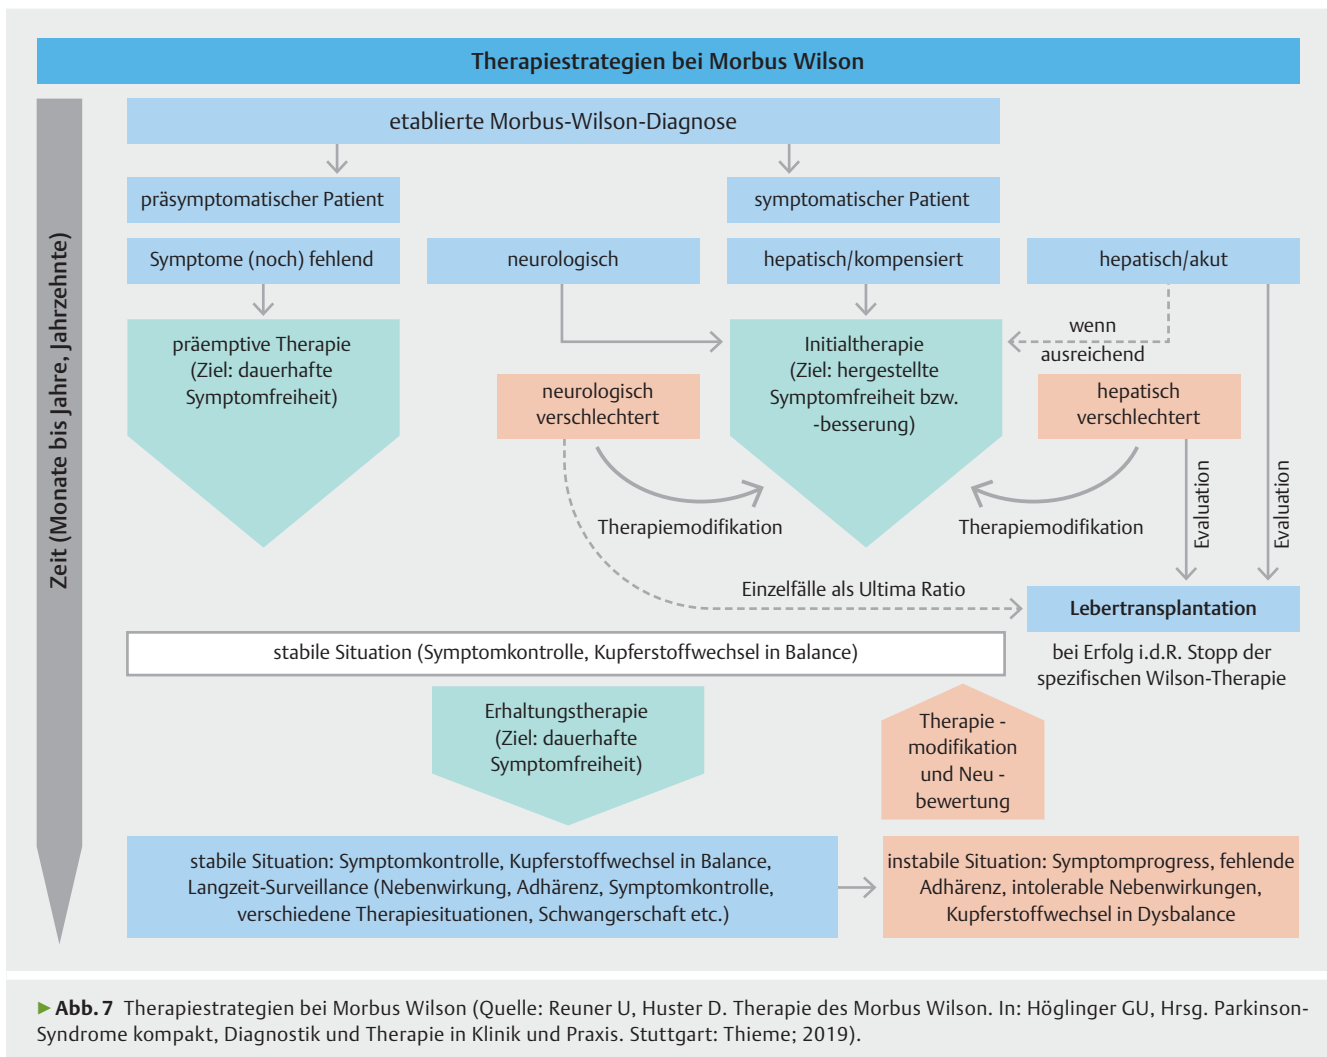 Therapiestrategien bei Morbus Wilson
Zeit (Monate bis Jahre, Jahrzehnte)
etablierte Morbus-Wilson-Diagnose
präsymptomatischer Patient
symptomatischer Patient
Symptome (noch) fehlend
neurologisch
hepatisch/kompensiert
hepatisch/akut
präemptive Therapie
(Ziel: dauerhafte
Symptomfreiheit)
Initialtherapie
(Ziel: hergestellte
Symptomfreiheit bzw.
-besserung)
wenn
ausreichend
neurologisch
verschlechtert
hepatisch
verschlechtert
Therapiemodifikation
Therapiemodifikation
Evaluation
Evaluation
Einzelfälle als Ultima Ratio
Lebertransplantation
bei Erfolg i.d.R. Stopp der
spezifischen Wilson-Therapie
stabile Situation (Symptomkontrolle, Kupferstoffwechsel in Balance)
Erhaltungstherapie
(Ziel: dauerhafte
Symptomfreiheit)
Therapie -
modifikation
und Neu -
bewertung
stabile Situation: Symptomkontrolle, Kupferstoffwechsel in Balance,
Langzeit-Surveillance (Nebenwirkung, Adhärenz, Symptomkontrolle,
verschiedene Therapiesituationen, Schwangerschaft etc.)
instabile Situation: Symptomprogress, fehlende
Adhärenz, intolerable Nebenwirkungen,
Kupferstoffwechsel in Dysbalance
▶ Abb. 7 Therapiestrategien bei Morbus Wilson (Quelle: Reuner U, Huster D. Therapie des Morbus Wilson. In: Höglinger GU, Hrsg. Parkinson-
Syndrome kompakt, Diagnostik und Therapie in Klinik und Praxis. Stuttgart: Thieme; 2019).